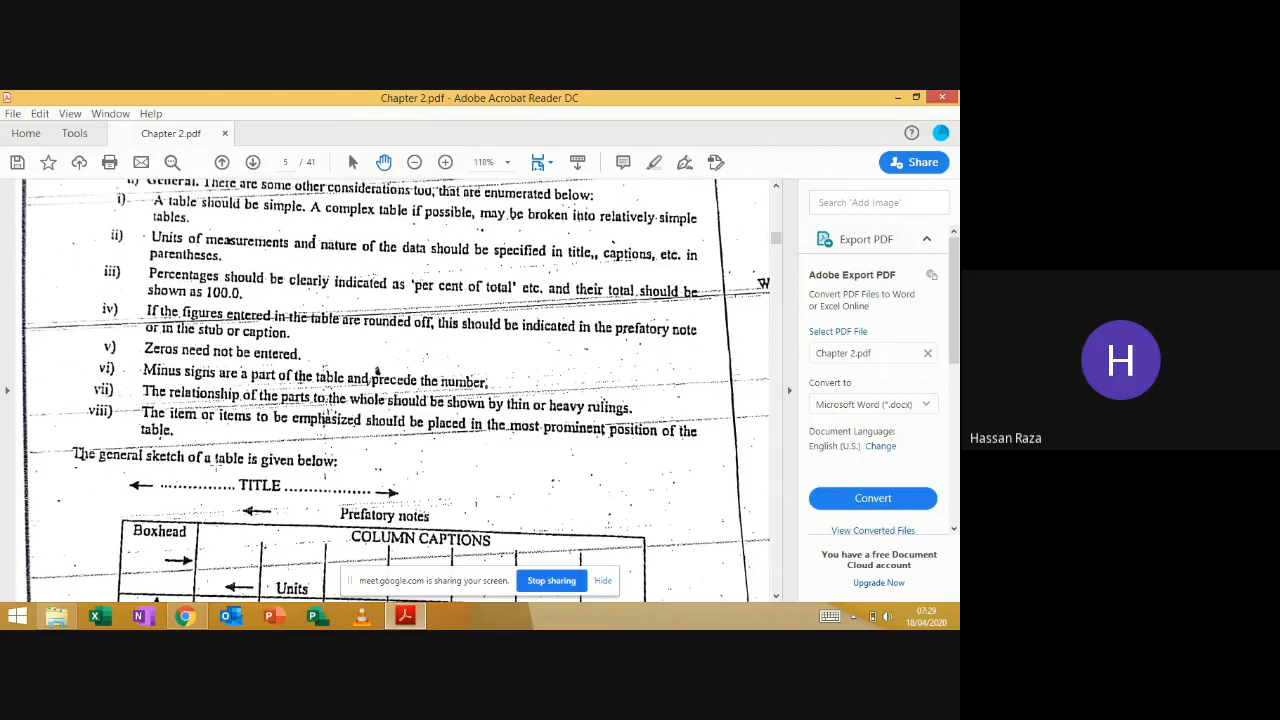 Chapter 2.pdf - Adobe Acrobat Reader DC
File Edit View Window Help
Home Tools Chapter 2.pdf ×
5 / 41 118% Share
General. There are some other considerations too, that are enumerated below:
i) A table should be simple. A complex table if possible, may be broken into relatively simple
tables.
ii) Units of measurements and nature of the data should be specified in title,, captions, etc. in
parentheses.
iii) Percentages should be clearly indicated as 'per cent of total' etc. and their total should be
shown as 100.0.
iv) If the figures entered in the table are rounded off, this should be indicated in the prefatory note
or in the stub or caption.
v) Zeros need not be entered.
vi) Minus signs are a part of the table and precede the number.
vii) The relationship of the parts to the whole should be shown by thin or heavy rulings.
viii) The item or items to be emphasized should be placed in the most prominent position of the
table.
The general sketch of a table is given below:
TITLE
Prefatory notes
Boxhead
COLUMN CAPTIONS
Units
W
Search 'Add Image'
Export PDF
Adobe Export PDF
Convert PDF Files to Word
or Excel Online
Select PDF File
Chapter 2.pdf
Convert to
Microsoft Word (*.docx)
Document Language:
English (U.S.) Change
Convert
View Converted Files
You have a free Document
Cloud account
Upgrade Now
meet.google.com is sharing your screen. Stop sharing Hide
07:29
18/04/2020
H
Hassan Raza